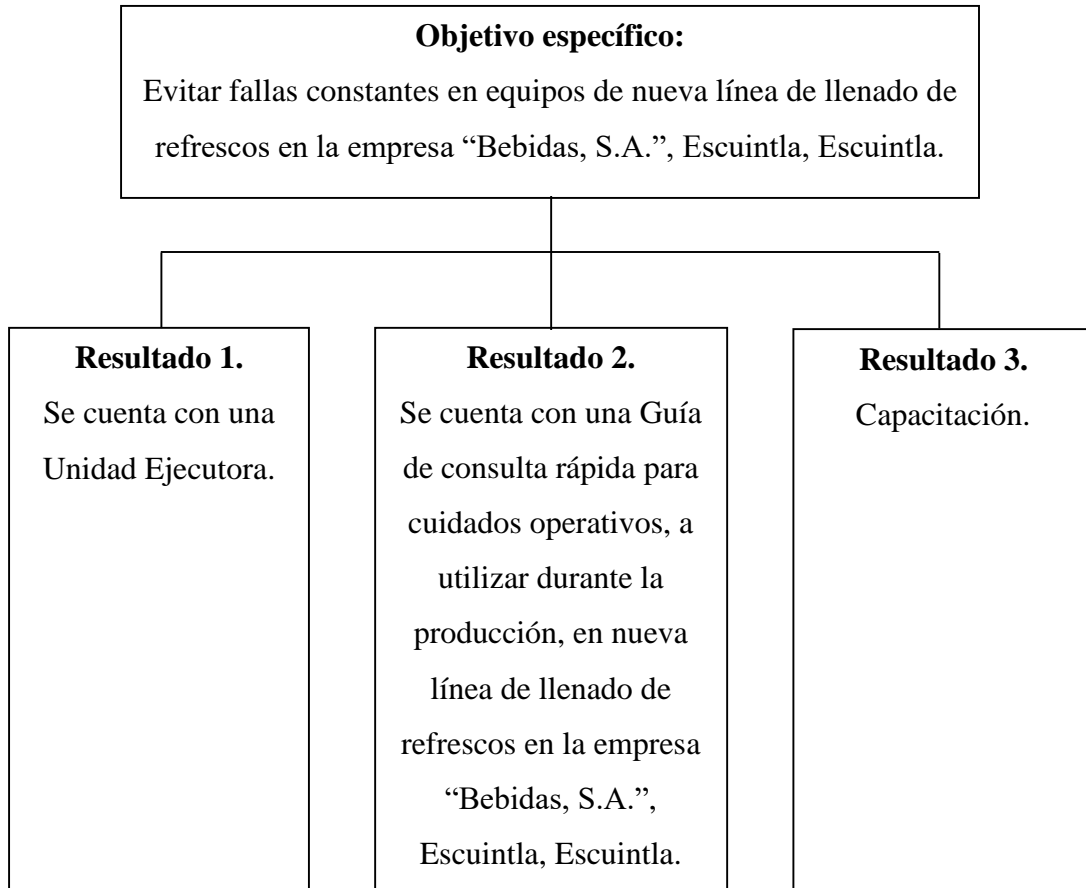 Objetivo específico:
Evitar fallas constantes en equipos de nueva línea de llenado de
refrescos en la empresa “Bebidas, S.A.”, Escuintla, Escuintla.
Resultado 1.
Se cuenta con una
Unidad Ejecutora.
Resultado 2.
Se cuenta con una Guía
de consulta rápida para
cuidados operativos, a
utilizar durante la
producción, en nueva
línea de llenado de
refrescos en la empresa
“Bebidas, S.A.”,
Escuintla, Escuintla.
Resultado 3.
Capacitación.